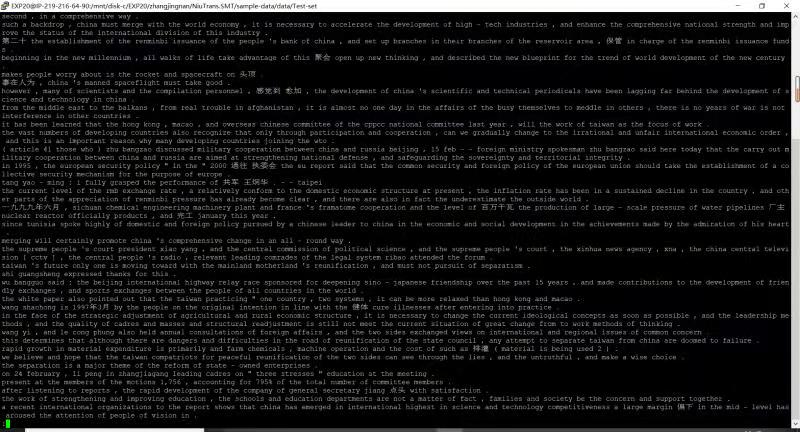 EXP20@IP-219-216-64-90:/mnt/disk-c/EXP20/zhangjingnan/NiuTrans.SMT/sample-data/data/Test-set
second , in a comprehensive way .
with a backdrop , china must merge with the world economy , it is necessary to accelerate the development of high - tech industries , and enhance the comprehensive national strength and imp
rove the status of the international division of this industry .
第二十 the establishment of the renminbi issuance of the people 's bank of china , and set up branches in their branches of the reservoir area , 保管 in charge of the renminbi issuance fund
s .
beginning in the new millennium , all walks of life take advantage of this 聚会 open up new thinking , and described the new blueprint for the trend of world development of the new century
.
makes people worry about is the rocket and spacecraft on 头顶 .
事在人为 , china 's manned spaceflight must take good .
however , many of scientists and the compilation personnel , 感觉到 愈加 , the development of china 's scientific and technical periodicals have been lagging far behind the development of s
cience and technology in china .
from the middle east to the balkans , from real trouble in afghanistan , it is almost no one day in the affairs of the busy themselves to meddle in others , there is no years of war is not
interference in other countries .
it has been learned that the hong kong , macao , and overseas chinese committee of the cppcc national committee last year , will the work of taiwan as the focus of work .
the vast numbers of developing countries also recognize that only through participation and cooperation , can we gradually change to the irrational and unfair international economic order ,
and this is an important reason why many developing countries joining the wto .
( article 4( those who ) zhu bangzao discussed military cooperation between china and russia beijing , 15 feb - - foreign ministry spokesman zhu bangzao said here today that the carry out m
ilitary cooperation between china and russia are aimed at strengthening national defense , and safeguarding the sovereignty and territorial integrity .
in 1995 , the european security policy " in the " 200 the eu report said that the common security and foreign policy of the european union should take the establishment of a co
llective security mechanism for the purpose of europe .
tang yao - ming : i fully grasped the performance of 共军 王炳华 . - - taipei
the current level of the rmb exchange rate , a relatively conform to the domestic economic structure at present , the inflation rate has been in a sustained decline in the country , and oth
er parts of the appreciation of renminbi pressure has already become clear , and there are also in fact the underestimate the outside world .
一九九九年六月 , sichuan chemical engineering machinery plant and france 's framatome cooperation and the level of 百万千瓦 the production of large - scale pressure of water pipelines 厂主
nuclear reactor officially products , and 完工 january this year .
since tunisia spoke highly of domestic and foreign policy pursued by a chinese leader to china in the economic and social development in the achievements made by the admiration of his heart
.
merging will certainly promote china 's comprehensive change in an all - round way .
the supreme people 's court president xiao yang , and the central commission of political science , and the supreme people 's court , the xinhua news agency , xna , the china central televi
sion [ cctv ] , the central people 's radio , relevant leading comrades of the legal system ribao attended the forum .
taiwan 's future only one is moving toward with the mainland motherland 's reunification , and must not pursuit of separatism .
shi guangsheng expressed thanks for this .
wu bangguo said : the beijing international highway relay race sponsored for deepening sino - japanese friendship over the past 15 years , and made contributions to the development of frien
dly exchanges , and sports exchanges between the people of all countries in the world .
the white paper also pointed out that the taiwan practicing " one country , two systems , it can be more relaxed than hong kong and macao .
wang shaohong is 1997年3月 by the people on the original intention in line with the 健体 cure illnesses after entering into practice .
in the face of the strategic adjustment of agricultural and rural economic structure , it is necessary to change the current ideological concepts as soon as possible , and the leadership me
thods , and the quality of cadres and masses and structural readjustment is still not meet the current situation of great change from to work methods of thinking .
wang yi , and le cong phung also held annual consultations of foreign affairs , and the two sides exchanged views on international and regional issues of common concern .
this determines that although there are dangers and difficulties in the road of reunification of the state council , any attempt to separate taiwan from china are doomed to failure .
rapid growth in material expenditure is primarily and farm chemicals , machine operation and the cost of such as ( material is being used 2 ) .
we believe and hope that the taiwan compatriots for peaceful reunification of the two sides can see through the lies , and the untruthful , and make a wise choice .
the separation is a major theme of the reform of state - owned enterprises .
on 24 february , li peng in zhangjiagang leading cadres on " three stresses " education at the meeting .
present at the members of the motions 1,756 , accounting for 795% of the total number of committee members .
after listening to reports , the rapid development of the company of general secretary jiang 点头 with satisfaction .
the work of strengthening and improving education , the schools and education departments are not a matter of fact , families and society be the concern and support together .
a recent international organizations to the report shows that china has emerged in international highest in science and technology competitiveness a large margin 偏下 in the mid - level has
aroused the attention of people of vision in .
: